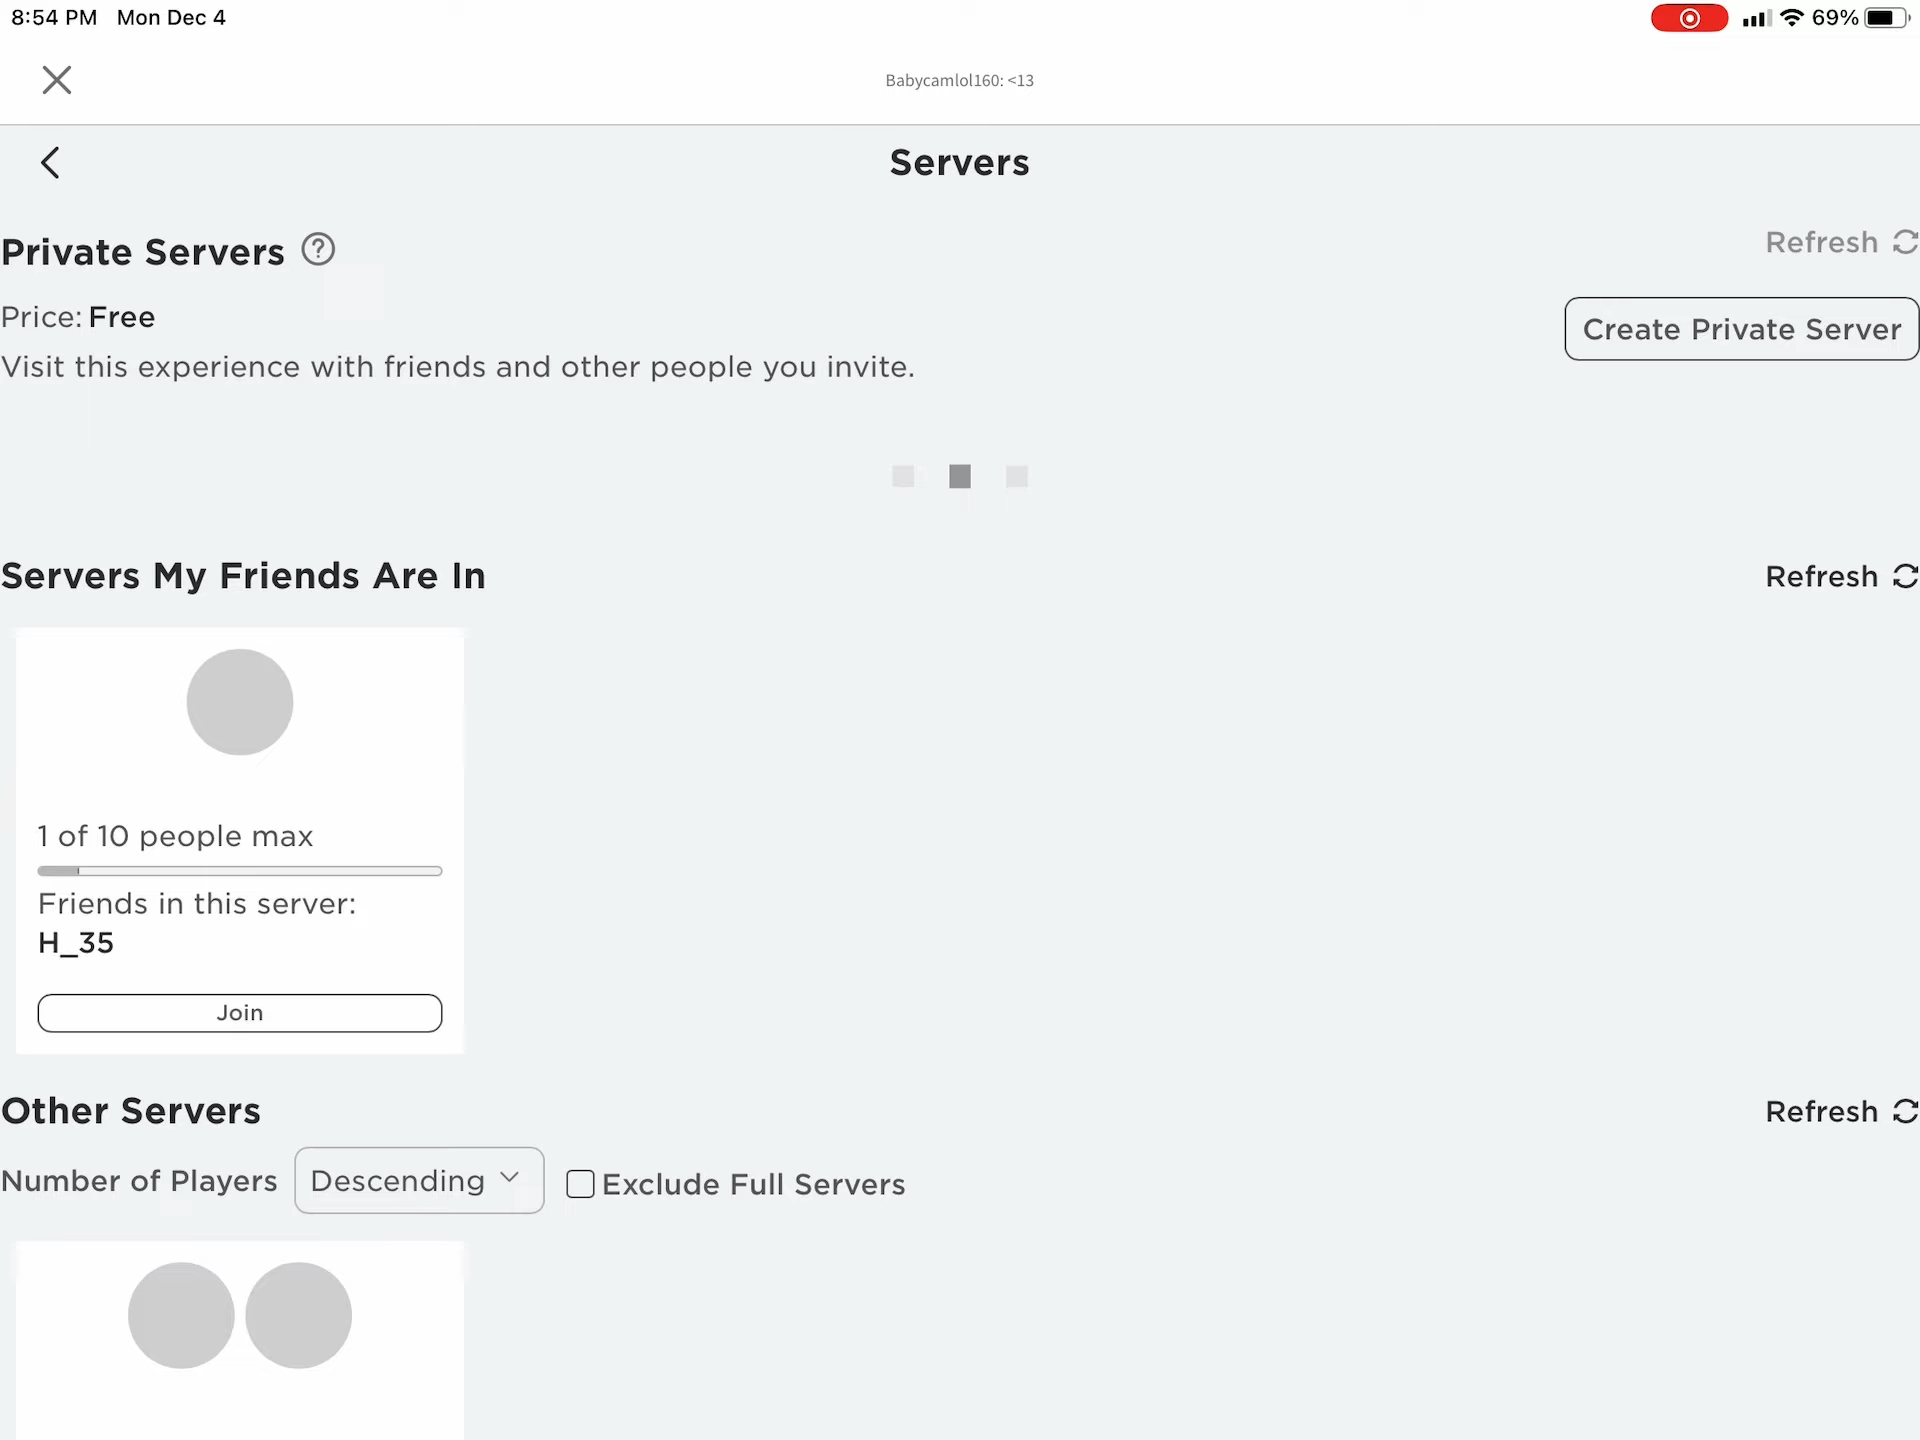 8:54 PM Mon Dec 4
69%
Babycamlol160: <13
Servers
Private Servers
Refresh
Price: Free
Create Private Server
Visit this experience with friends and other people you invite.
Servers My Friends Are In
Refresh
1 of 10 people max
Friends in this server:
H_35
Join
Other Servers
Refresh
Number of Players
Descending
Exclude Full Servers